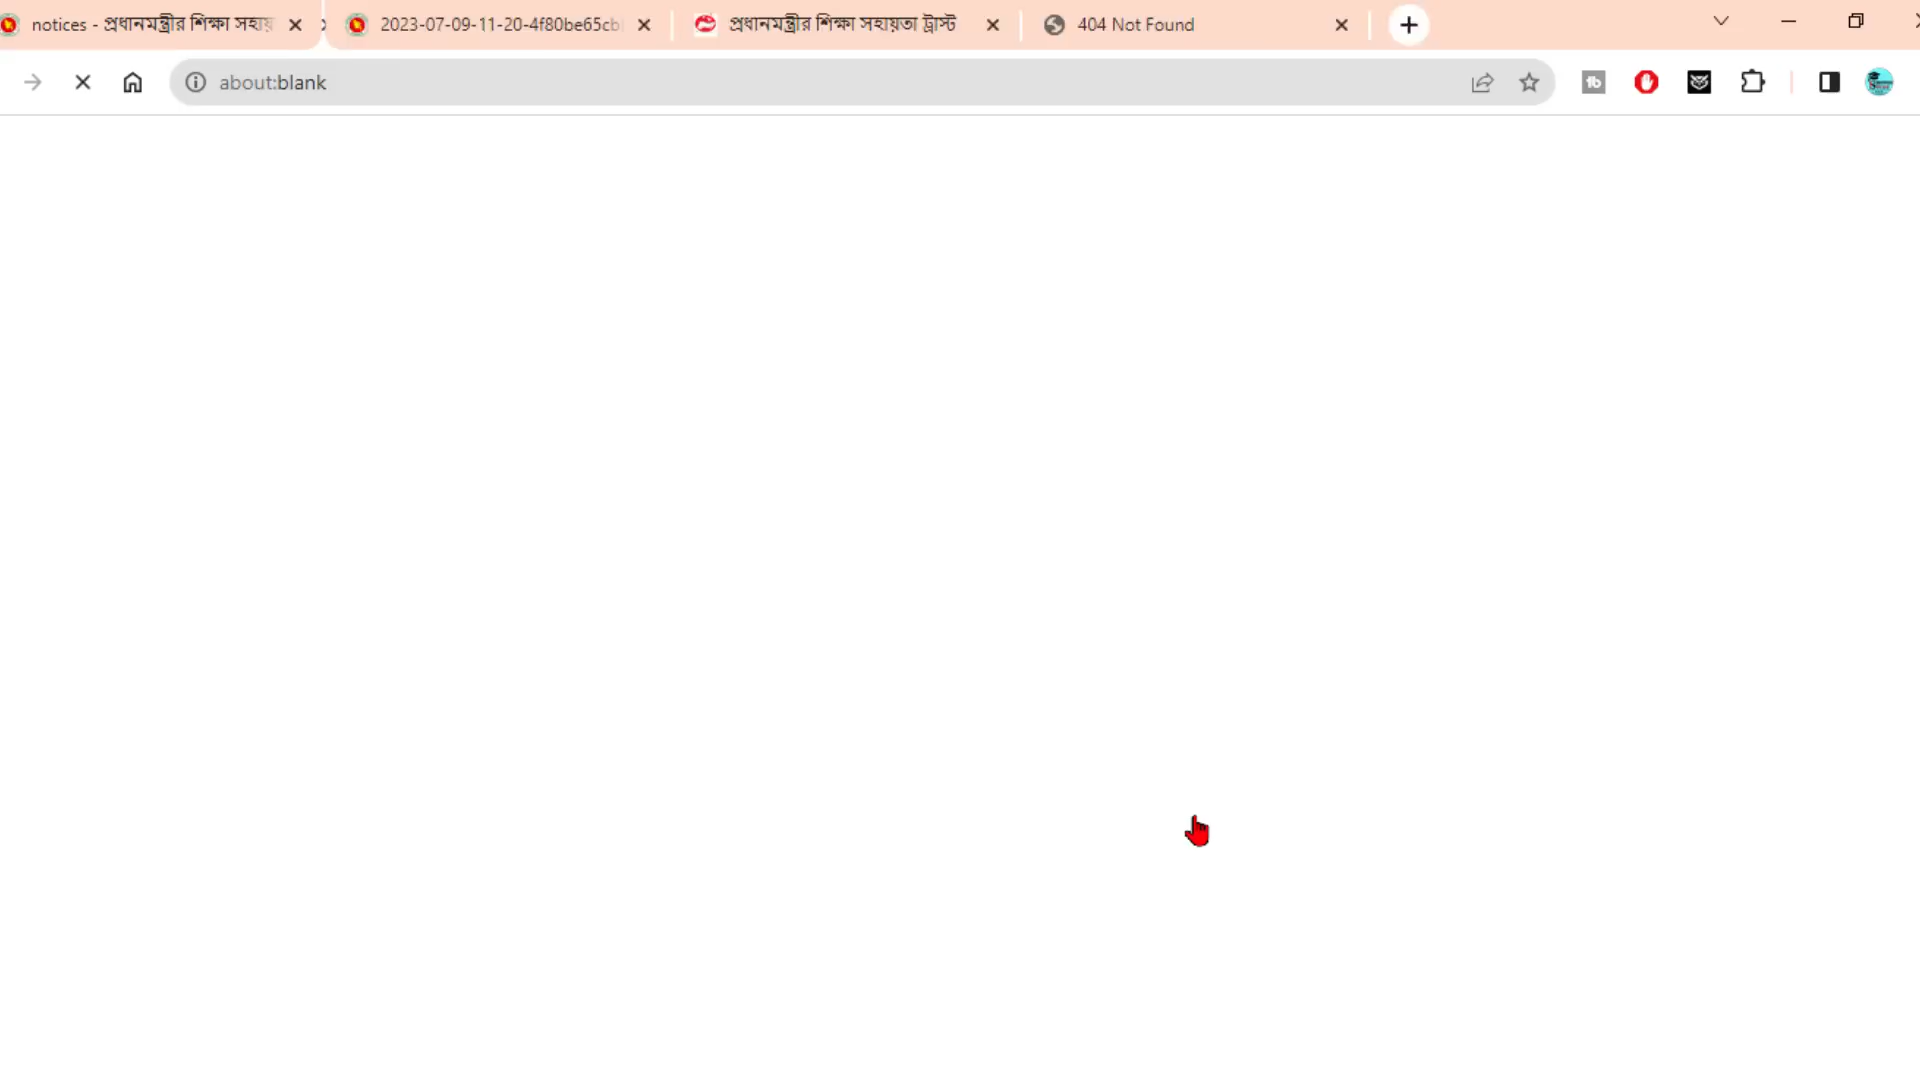 notices - প্রধানমন্ত্রীর শিক্ষা সহায়
2023-07-09-11-20-4f80be65cb
প্রধানমন্ত্রীর শিক্ষা সহায়তা ট্রাস্ট
404 Not Found
about:blank